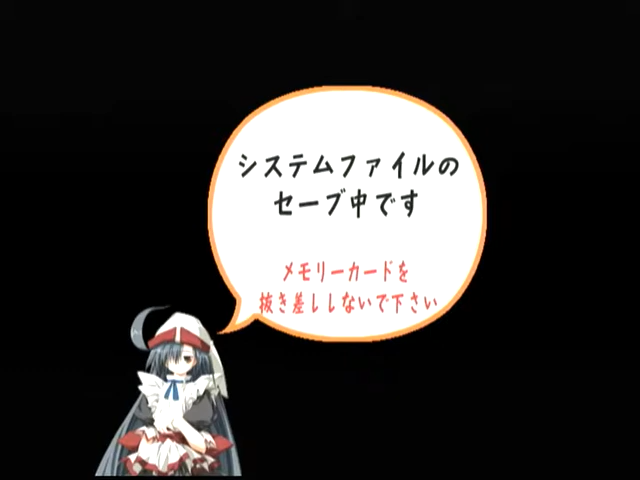 システムファイルの
セーブ中です
メモリーカードを
抜き差ししないで下さい